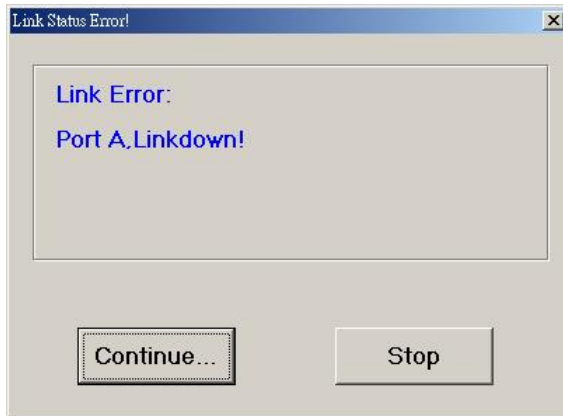 Link Status Error!
Link Error:
Port A,Linkdown!
Continue...
Stop